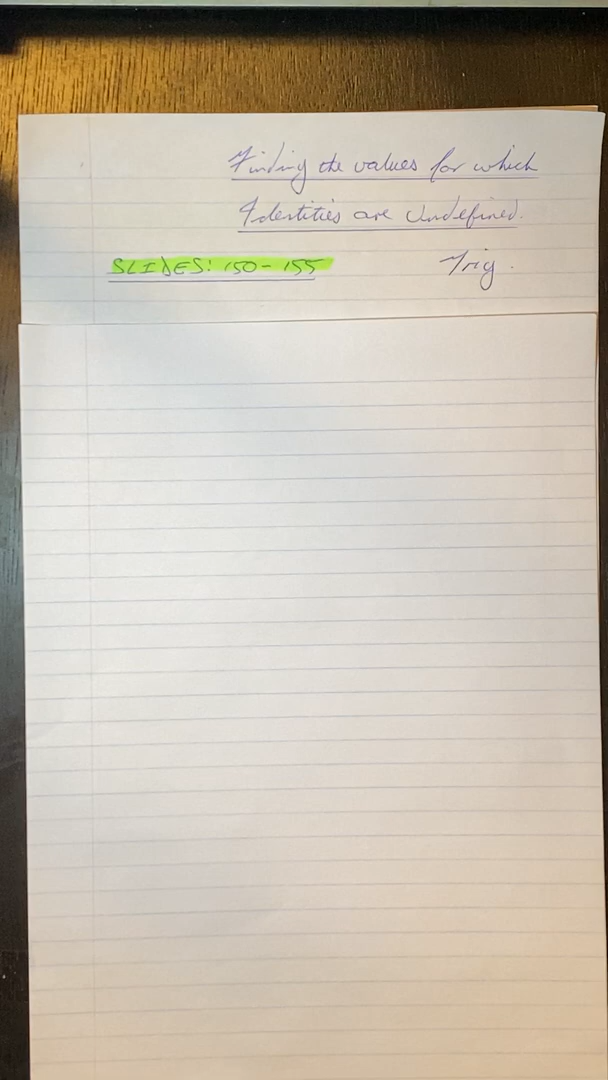 Finding the values for which
Identities are Undefined.
SLIDES: 150-155
Trig.